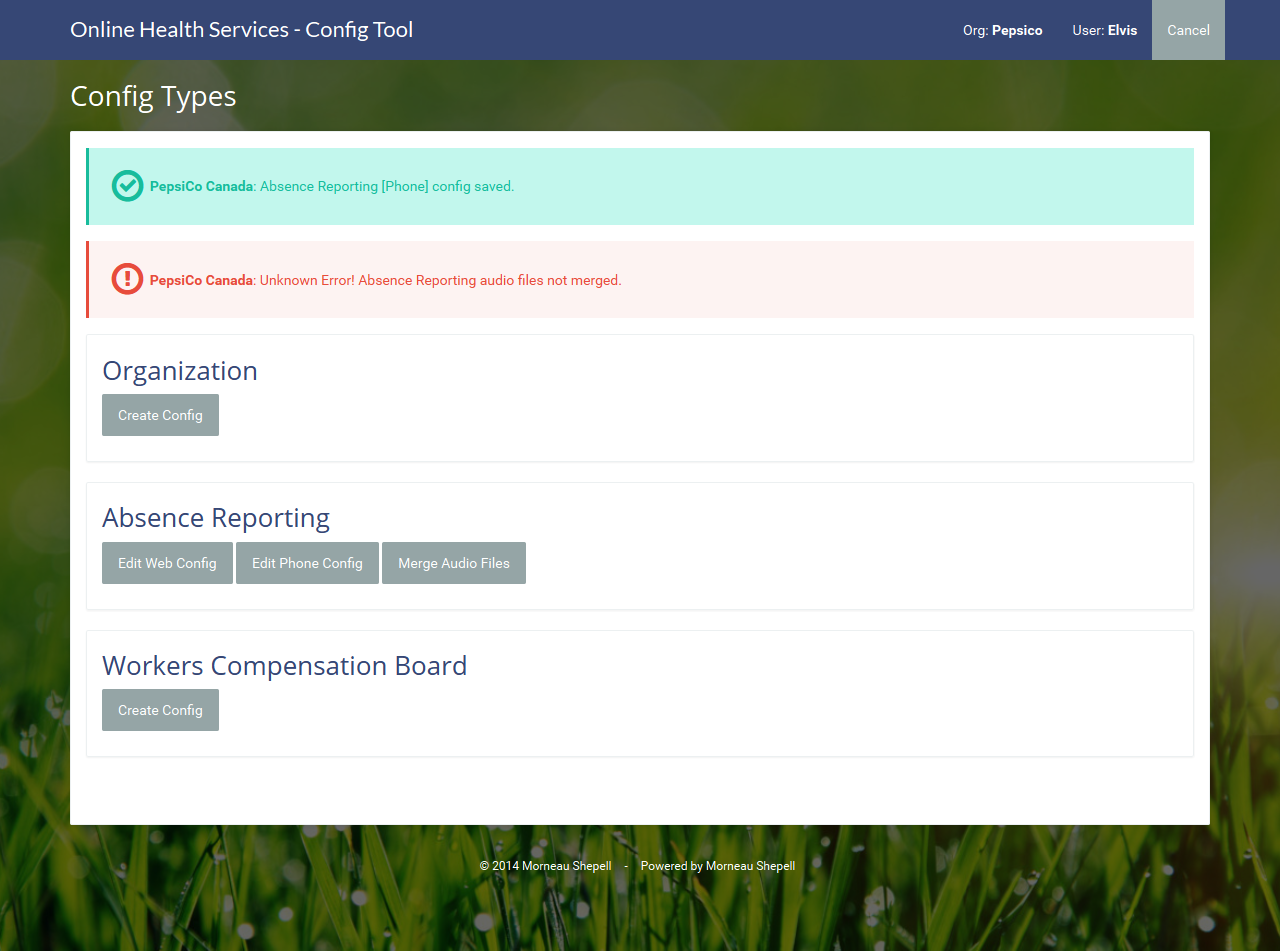 Online Health Services - Config Tool
Org: Pepsico
User: Elvis
Cancel
Config Types
PepsiCo Canada: Absence Reporting [Phone] config saved.
PepsiCo Canada: Unknown Error! Absence Reporting audio files not merged.
Organization
Create Config
Absence Reporting
Edit Web Config
Edit Phone Config
Merge Audio Files
Workers Compensation Board
Create Config
© 2014 Morneau Shepell - Powered by Morneau Shepell